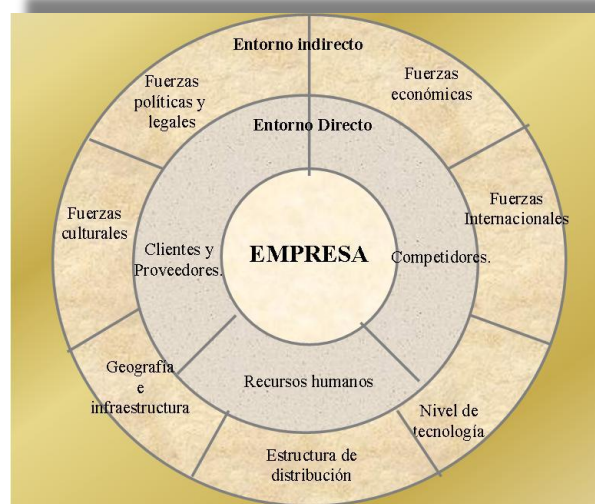 Entorno indirecto
Fuerzas
políticas y
legales
Fuerzas
económicas
Entorno Directo
Fuerzas
culturales
Fuerzas
Internacionales
Clientes y
Proveedores.
EMPRESA
Competidores.
Geografía
e
infraestructura
Recursos humanos
Nivel de
tecnología
Estructura de
distribución